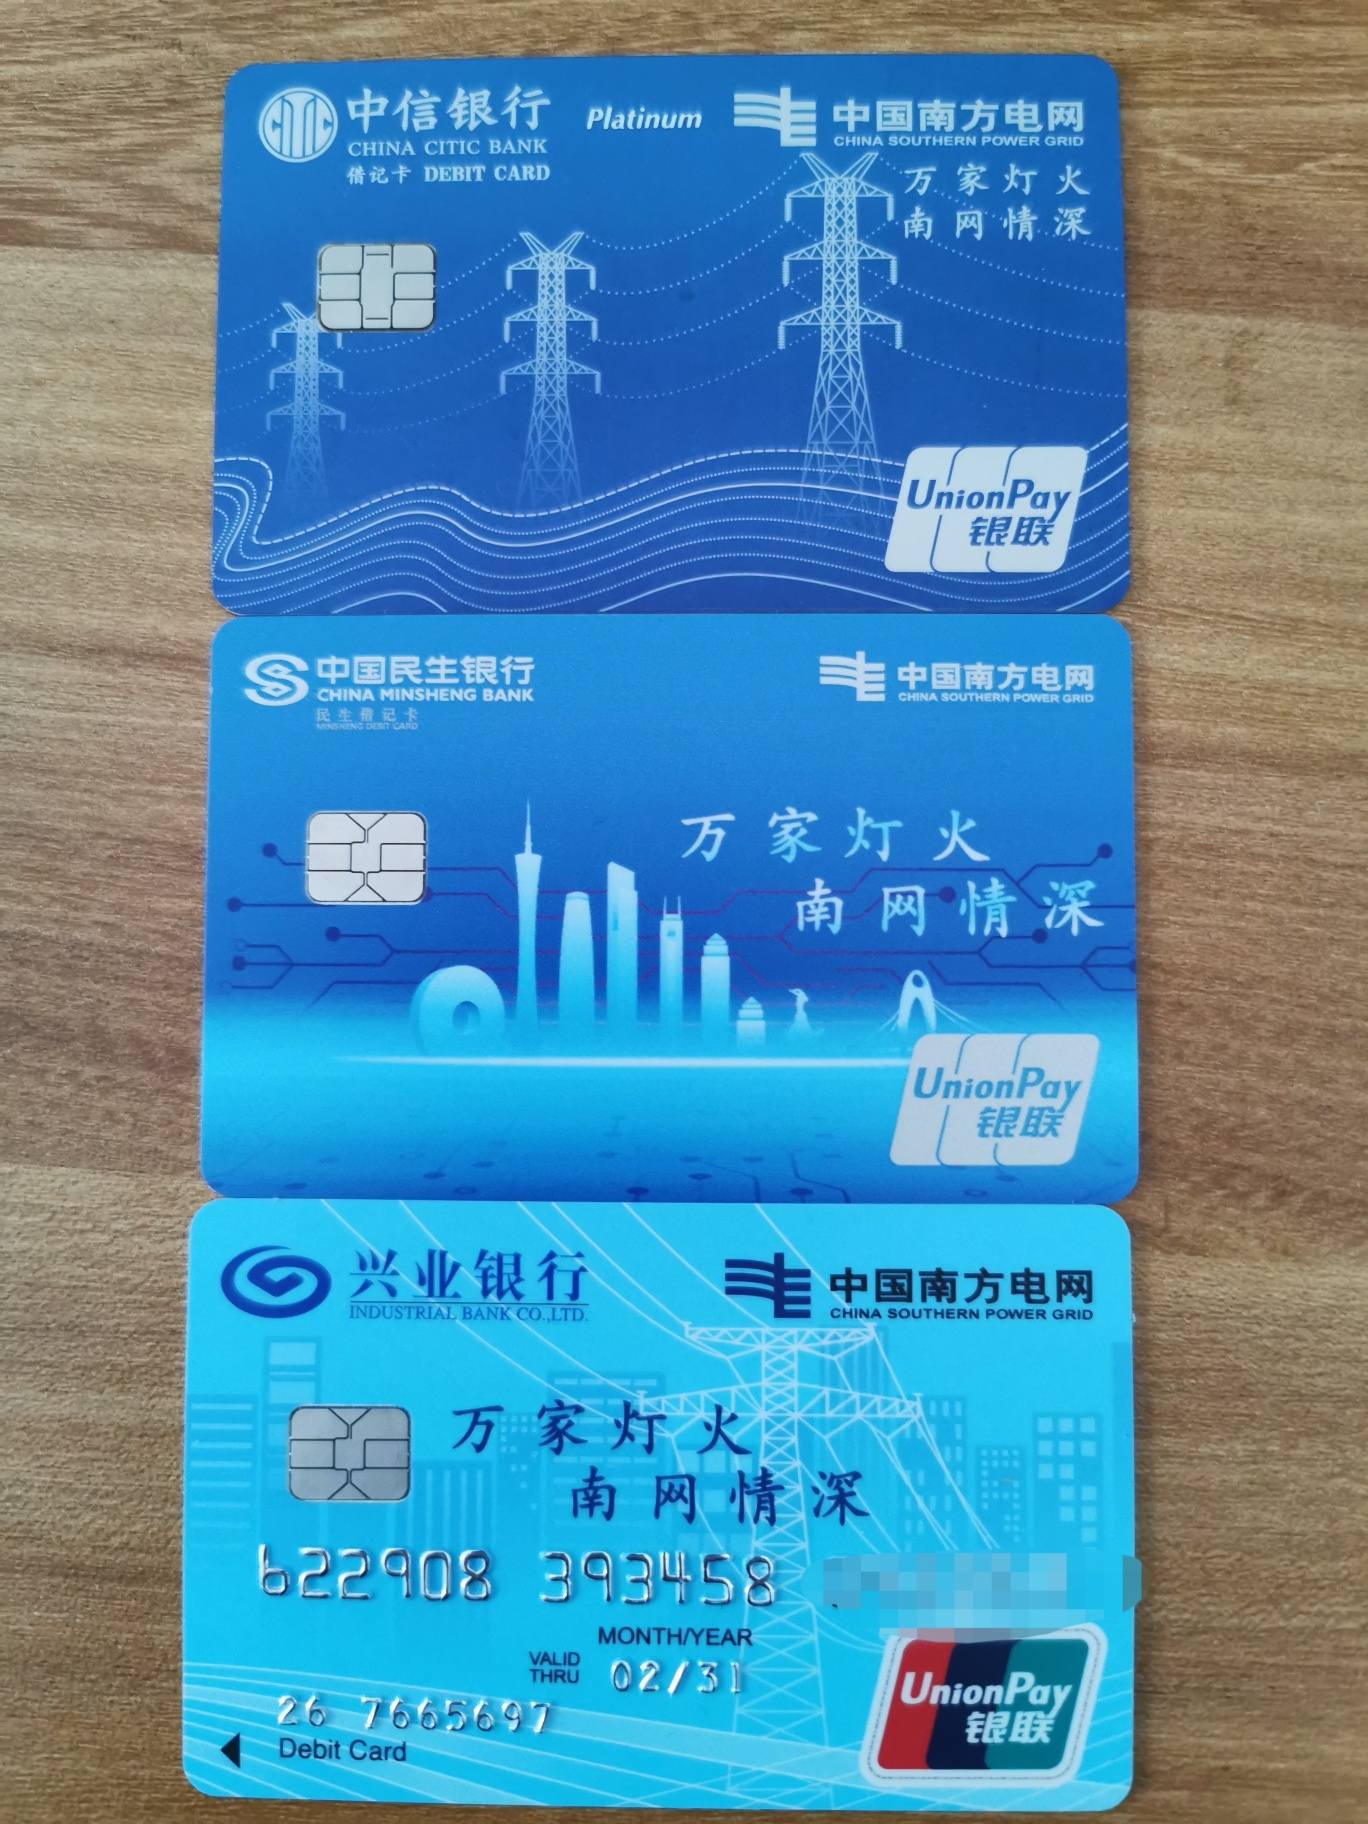 中信银行
CHINA CITIC BANK
借记卡 DEBIT CARD
Platinum
中国南方电网
CHINA SOUTHERN POWER GRID
万家灯火
南网情深
UnionPay
银联
中国民生银行
CHINA MINSHENG BANK
民生借记卡
MINSHENG DEBIT CARD
中国南方电网
CHINA SOUTHERN POWER GRID
万家灯火
南网情深
UnionPay
银联
兴业银行
INDUSTRIAL BANK CO.,LTD.
中国南方电网
CHINA SOUTHERN POWER GRID
万家灯火
南网情深
622908 393458
MONTH/YEAR
VALID
THRU 02/31
26 7665697
Debit Card
UnionPay
银联